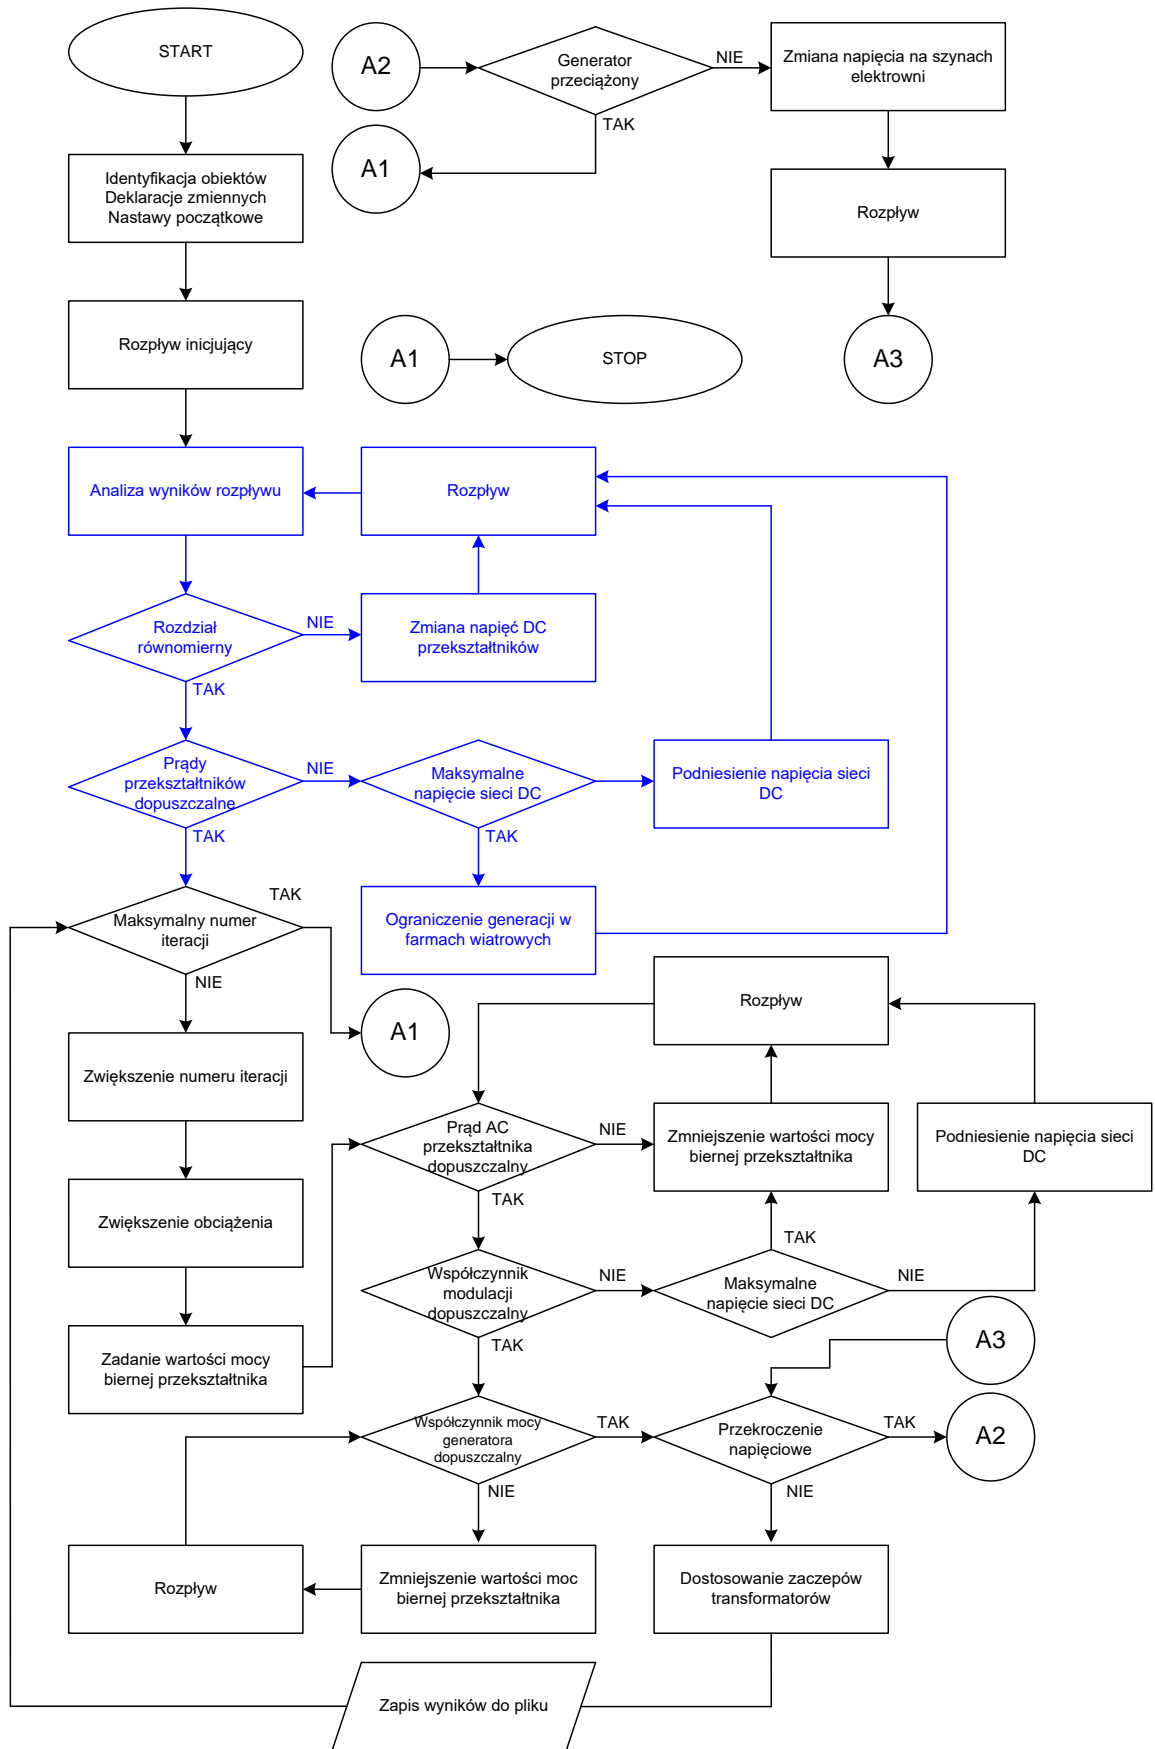 START
A2
Generator
przeciążony
NIE
Zmiana napięcia na szynach
elektrowni
TAK
A1
Identyfikacja obiektów
Deklaracje zmiennych
Nastawy początkowe
Rozpływ
Rozpływ inicjujący
A1
STOP
A3
Analiza wyników rozpływu
Rozpływ
Rozdział
równomierny
NIE
Zmiana napięć DC
przekształtników
TAK
Prądy
przekształtników
dopuszczalne
NIE
Maksymalne
napięcie sieci DC
Podniesienie napięcia sieci
DC
TAK
TAK
Maksymalny numer
iteracji
TAK
Ograniczenie generacji w
farmach wiatrowych
NIE
A1
Rozpływ
Zwiększenie numeru iteracji
Prąd AC
przekształtnika
dopuszczalny
NIE
Zmniejszenie wartości mocy
biernej przekształtnika
Podniesienie napięcia sieci
DC
TAK
Zwiększenie obciążenia
TAK
Współczynnik
modulacji
dopuszczalny
NIE
Maksymalne
napięcie sieci DC
NIE
A3
TAK
Zadanie wartości mocy
biernej przekształtnika
Współczynnik mocy
generatora
dopuszczalny
TAK
Przekroczenie
napięciowe
TAK
A2
NIE
NIE
Rozpływ
Zmniejszenie wartości moc
biernej przekształtnika
Dostosowanie zaczepów
transformatorów
Zapis wyników do pliku